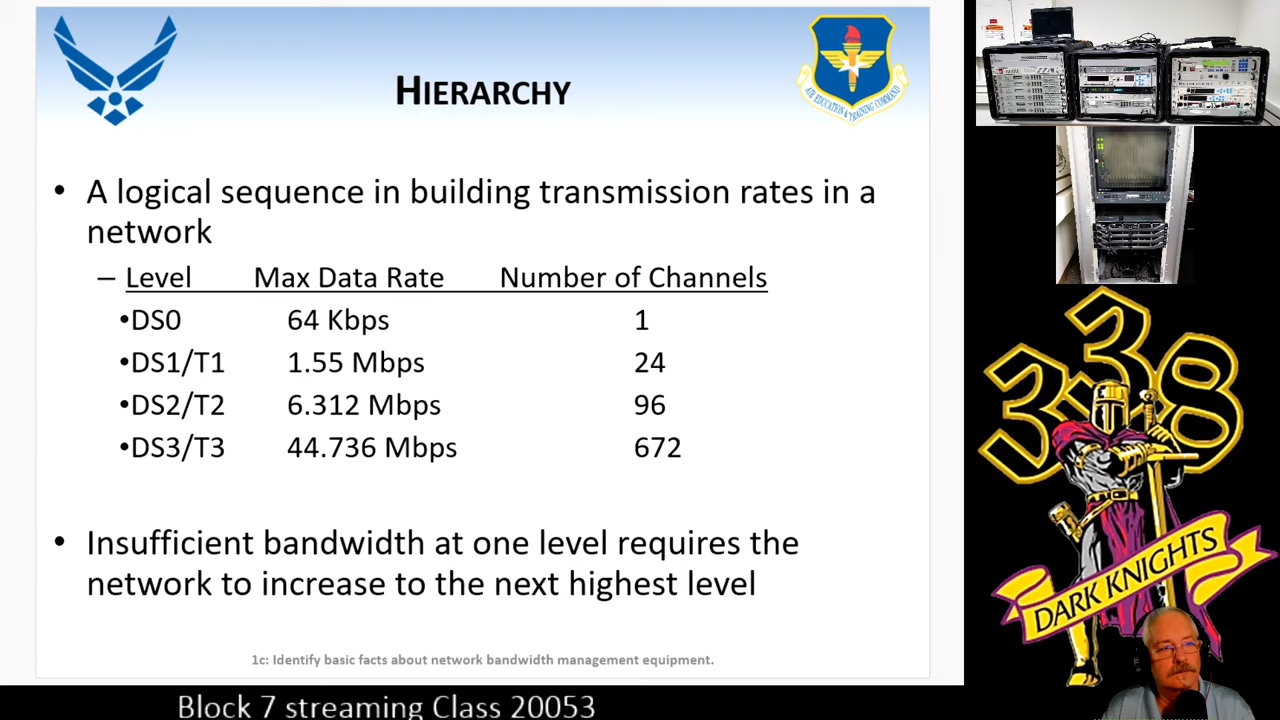 HIERARCHY
AIR EDUCATION & TRAINING COMMAND
• A logical sequence in building transmission rates in a
network
– Level Max Data Rate Number of Channels
•DS0 64 Kbps 1
•DS1/T1 1.55 Mbps 24
•DS2/T2 6.312 Mbps 96
•DS3/T3 44.736 Mbps 672
• Insufficient bandwidth at one level requires the
network to increase to the next highest level
1c: Identify basic facts about network bandwidth management equipment.
338
DARK KNIGHTS
Block 7 streaming Class 20053